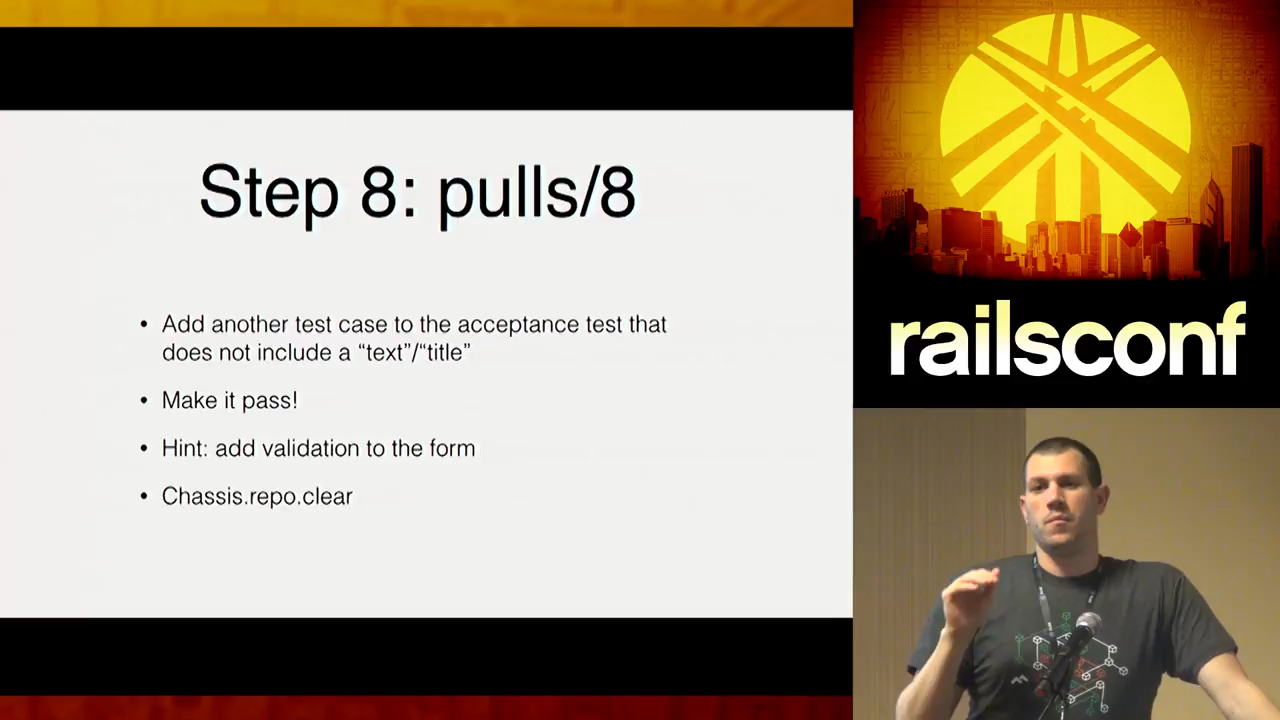 Step 8: pulls/8
• Add another test case to the acceptance test that
does not include a “text”/“title”
• Make it pass!
• Hint: add validation to the form
• Chassis.repo.clear
railsconf